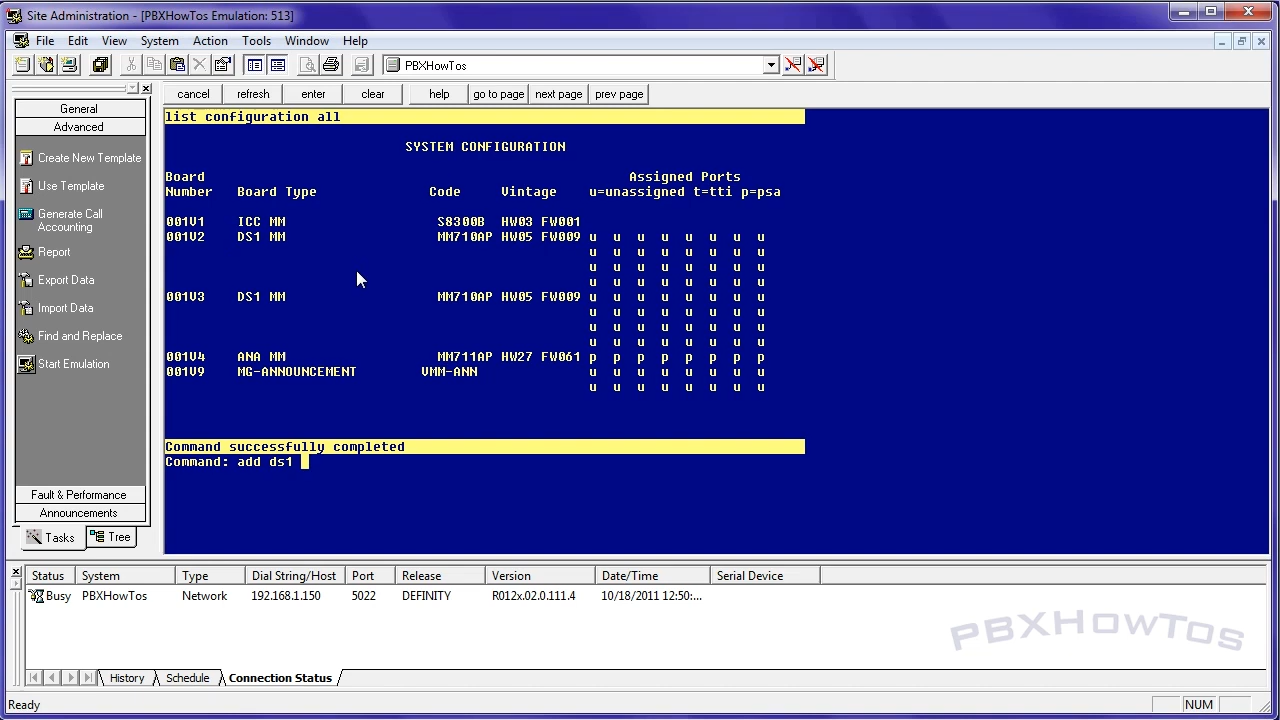 Site Administration - [PBXHowTos Emulation: 513]
File Edit View System Action Tools Window Help
PBXHowTos
cancel refresh enter clear help go to page next page prev page
General
Advanced
Create New Template
Use Template
Generate Call
Accounting
Report
Export Data
Import Data
Find and Replace
Start Emulation
Fault & Performance
Announcements
Tasks Tree
list configuration all
SYSTEM CONFIGURATION
Board Assigned Ports
Number Board Type Code Vintage u=unassigned t=tti p=psa
001V1 ICC MM S8300B HW03 FW001
001V2 DS1 MM MM710AP HW05 FW009 u u u u u u u u
u u u u u u u u
u u u u u u u u
u u u u u u u u
001V3 DS1 MM MM710AP HW05 FW009 u u u u u u u u
u u u u u u u u
u u u u u u u u
u u u u u u u u
001V4 ANA MM MM711AP HW27 FW061 p p p p p p p p
001V9 MG-ANNOUNCEMENT VMM-ANN u u u u u u u u
u u u u u u u u
Command successfully completed
Command: add ds1
Status System Type Dial String/Host Port Release Version Date/Time Serial Device
Busy PBXHowTos Network 192.168.1.150 5022 DEFINITY R012x.02.0.111.4 10/18/2011 12:50:...
PBXHowTos
History Schedule Connection Status
Ready NUM